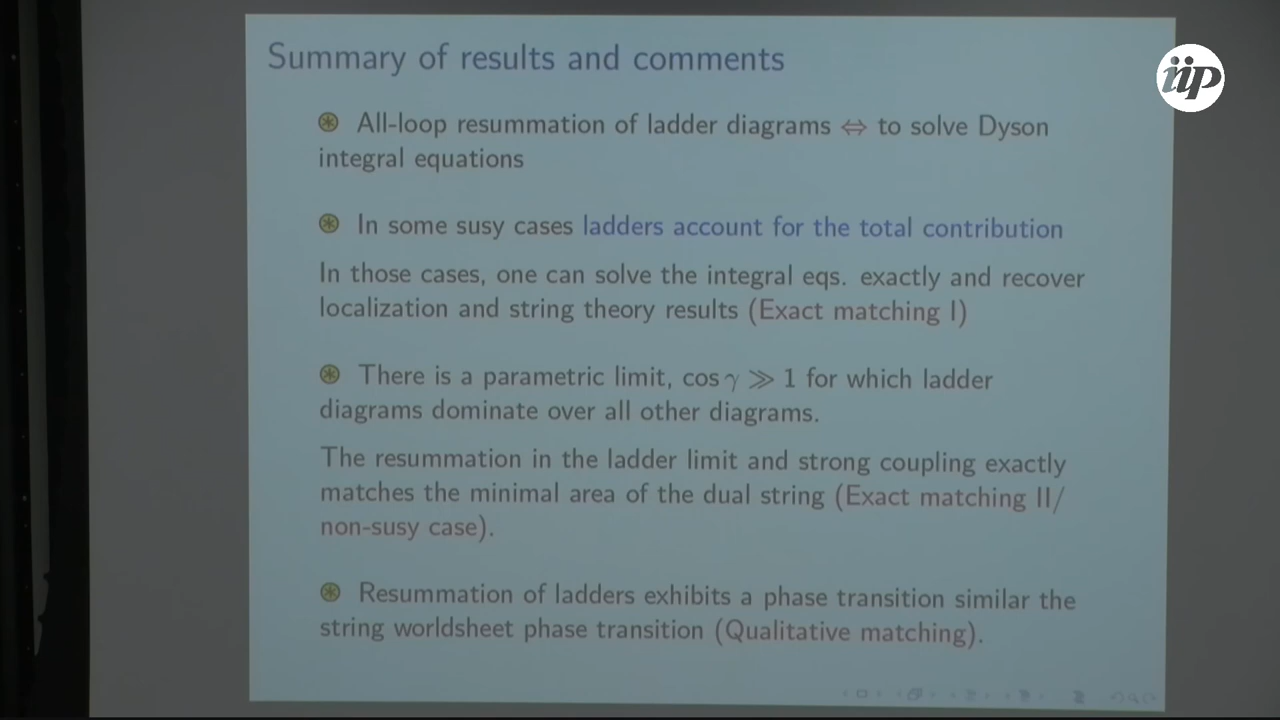 Summary of results and comments
iip
⊛ All-loop resummation of ladder diagrams ⇔ to solve Dyson
integral equations
⊛ In some susy cases ladders account for the total contribution
In those cases, one can solve the integral eqs. exactly and recover
localization and string theory results (Exact matching I)
⊛ There is a parametric limit, cos γ ≫ 1 for which ladder
diagrams dominate over all other diagrams.
The resummation in the ladder limit and strong coupling exactly
matches the minimal area of the dual string (Exact matching II/
non-susy case).
⊛ Resummation of ladders exhibits a phase transition similar the
string worldsheet phase transition (Qualitative matching).